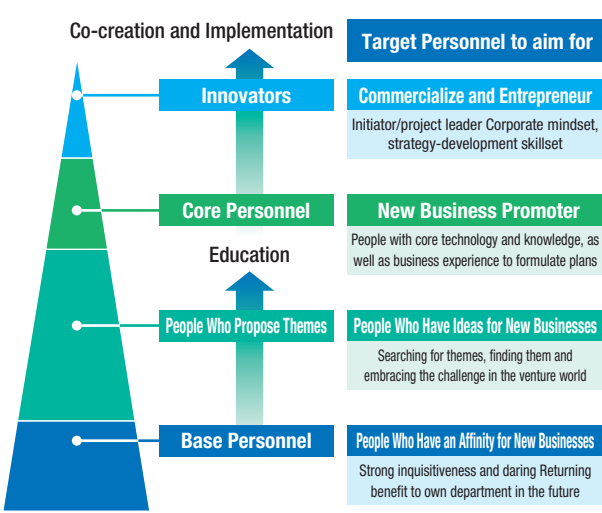 Co-creation and Implementation
Target Personnel to aim for
Innovators
Commercialize and Entrepreneur
Initiator/project leader Corporate mindset,
strategy-development skillset
Core Personnel
New Business Promoter
People with core technology and knowledge, as
well as business experience to formulate plans
Education
People Who Propose Themes
People Who Have Ideas for New Businesses
Searching for themes, finding them and
embracing the challenge in the venture world
Base Personnel
People Who Have an Affinity for New Businesses
Strong inquisitiveness and daring Returning
benefit to own department in the future